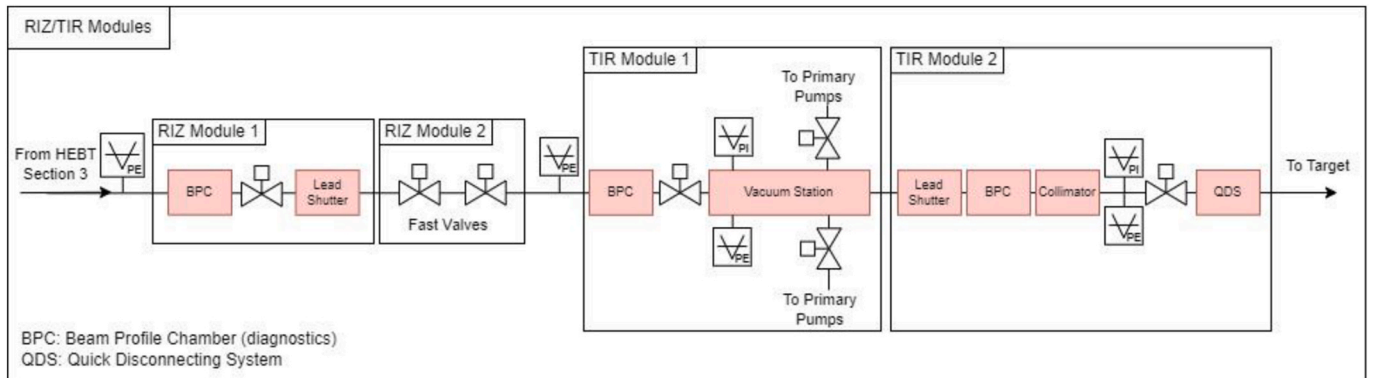 RIZ/TIR Modules
From HEBT
Section 3
PE
RIZ Module 1
BPC
Lead
Shutter
RIZ Module 2
Fast Valves
PE
TIR Module 1
To Primary
Pumps
PI
BPC
Vacuum Station
PE
To Primary
Pumps
TIR Module 2
Lead
Shutter
BPC
Collimator
PI
PE
QDS
To Target
BPC: Beam Profile Chamber (diagnostics)
QDS: Quick Disconnecting System